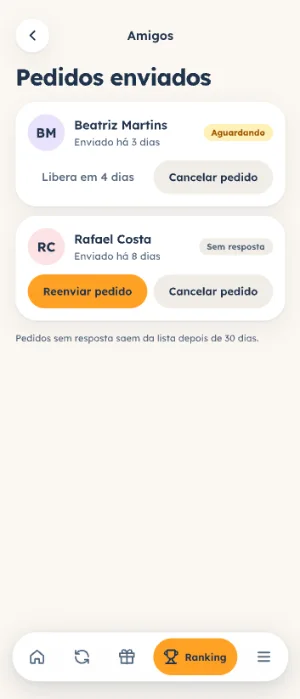 Amigos
Pedidos enviados
BM
Beatriz Martins
Enviado há 3 dias
Aguardando
Libera em 4 dias
Cancelar pedido
RC
Rafael Costa
Enviado há 8 dias
Sem resposta
Reenviar pedido
Cancelar pedido
Pedidos sem resposta saem da lista depois de 30 dias.
Ranking